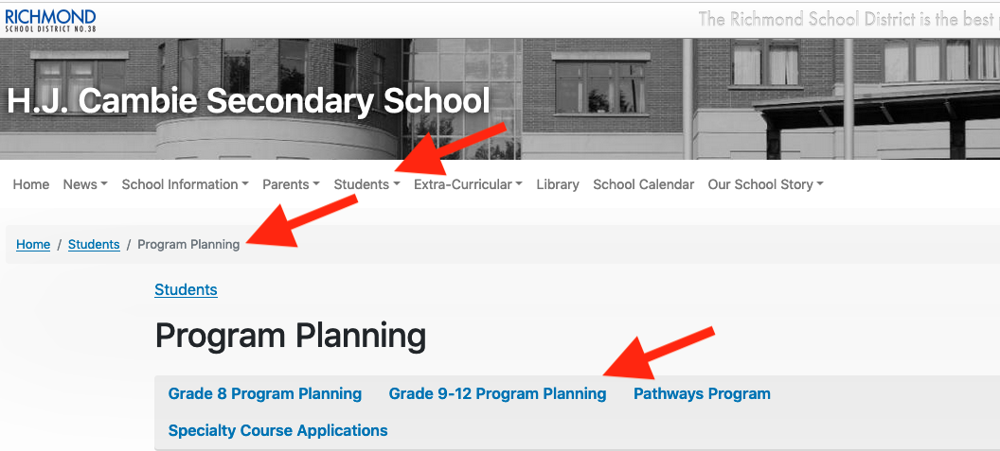 RICHMOND
SCHOOL DISTRICT NO.38
The Richmond School District is the best
H.J. Cambie Secondary School
Home News School Information Parents Students Extra-Curricular Library School Calendar Our School Story
Home / Students / Program Planning
Students
Program Planning
Grade 8 Program Planning Grade 9-12 Program Planning Pathways Program
Specialty Course Applications